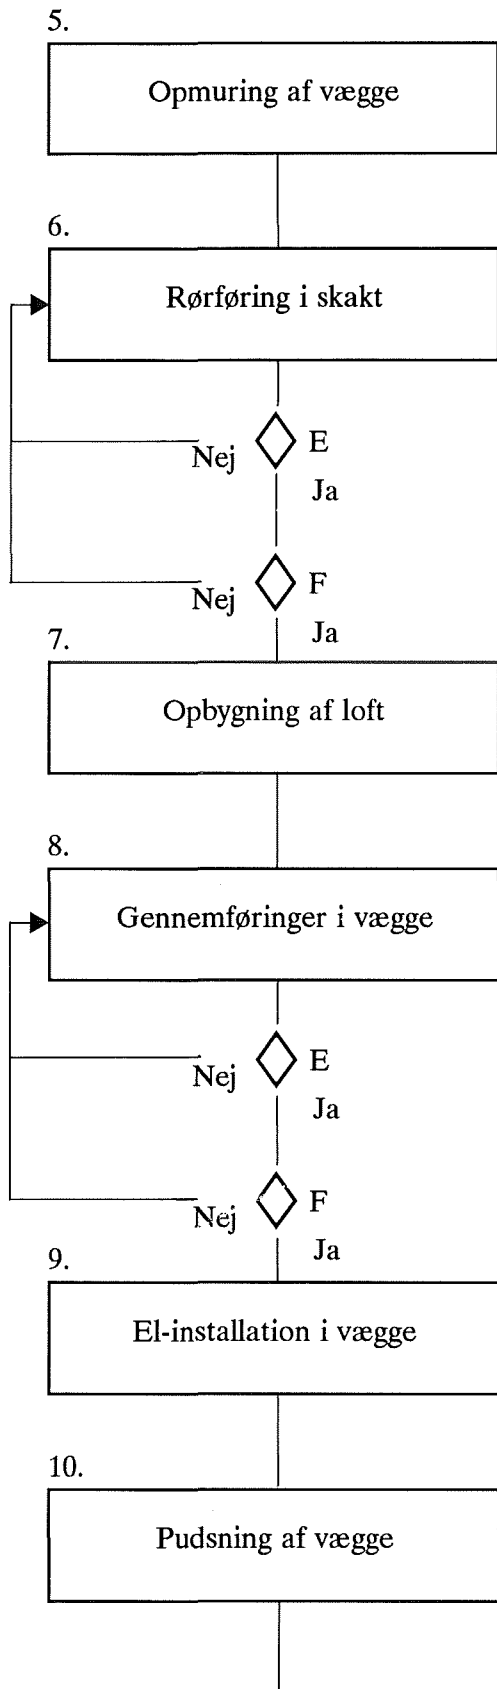 5.
Opmuring af vægge
6.
Rørføring i skakt
Nej E
Ja
Nej F
Ja
7.
Opbygning af loft
8.
Gennemføringer i vægge
Nej E
Ja
Nej F
Ja
9.
El-installation i vægge
10.
Pudsning af vægge